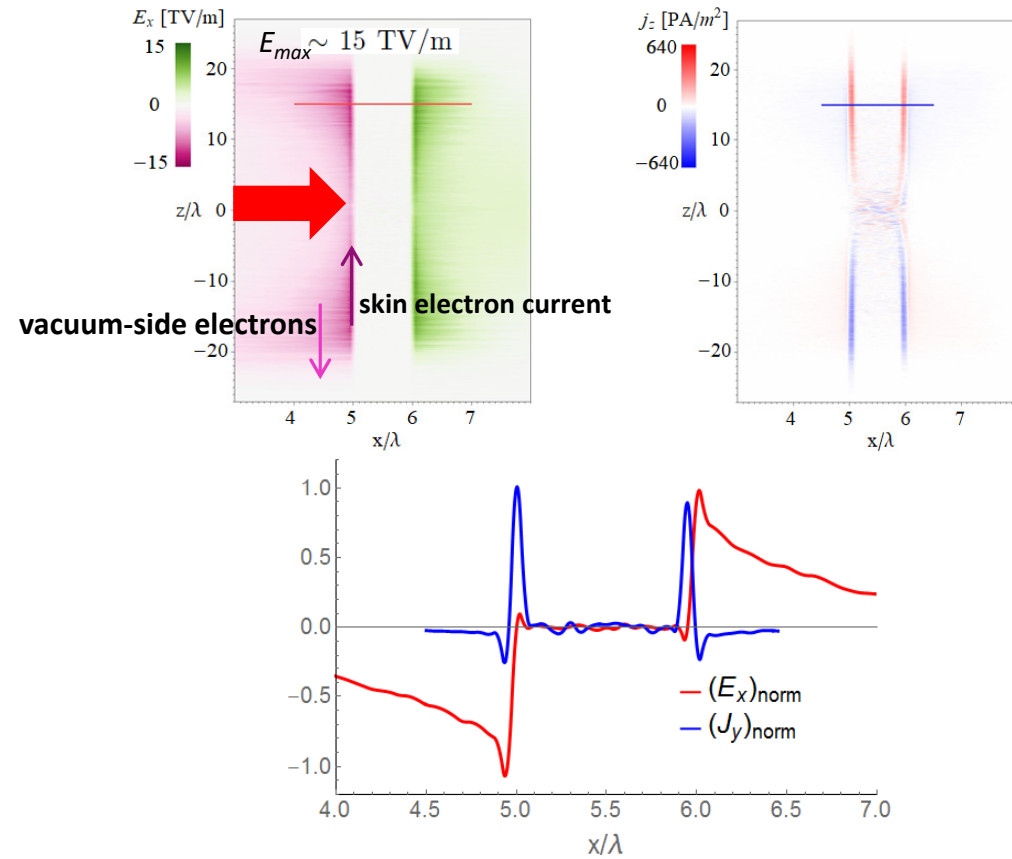 E_x [TV/m]
15
0
−15
E_max ~ 15 TV/m
20
10
z/λ 0
−10
−20
4 5 6 7
x/λ
skin electron current
vacuum-side electrons
j_z [PA/m²]
640
0
−640
20
10
z/λ 0
−10
−20
4 5 6 7
x/λ
1.0
0.5
0.0
−0.5
−1.0
(E_x)norm
(J_y)norm
4.0 4.5 5.0 5.5 6.0 6.5 7.0
x/λ